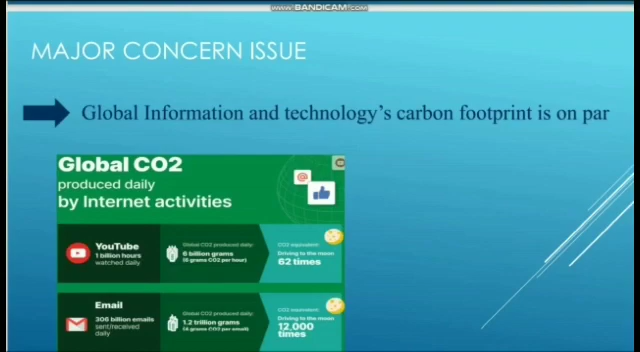 www.BANDICAM.com
MAJOR CONCERN ISSUE
Global Information and technology’s carbon footprint is on par
Global CO2
produced daily
by Internet activities
YouTube
1 billion hours
watched daily
Global CO2 produced daily:
6 billion grams
(6 grams CO2 per hour)
CO2 equivalent:
Driving to the moon
62 times
Email
306 billion emails
sent/received
daily
Global CO2 produced daily:
1.2 trillion grams
(4 grams CO2 per email)
CO2 equivalent:
Driving to the moon
12,000
times